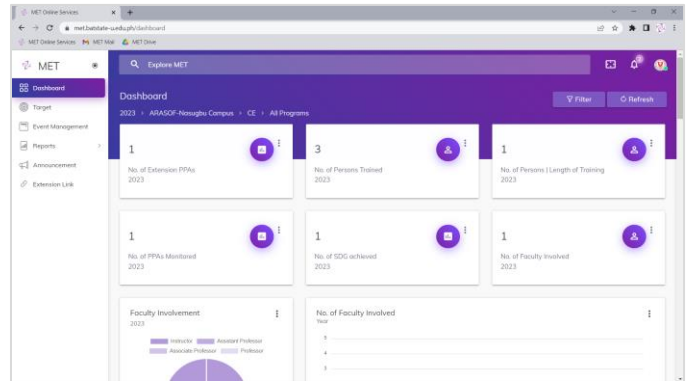 MET Online Services
met.batstate-u.edu.ph/dashboard
MET Online Services MET Mail MET Drive
MET
Explore MET
2
V
Dashboard
Target
Event Management
Reports
Announcement
Extension Link
Dashboard
2023 › ARASOF-Nasugbu Campus › CE › All Programs
Filter
Refresh
1
No. of Extension PPAs
2023
3
No. of Persons Trained
2023
1
No. of Persons | Length of Training
2023
1
No. of PPAs Monitored
2023
1
No. of SDG achieved
2023
1
No. of Faculty Involved
2023
Faculty Involvement
2023
Instructor Assistant Professor
Associate Professor Professor
No. of Faculty Involved
Year
5
4
3